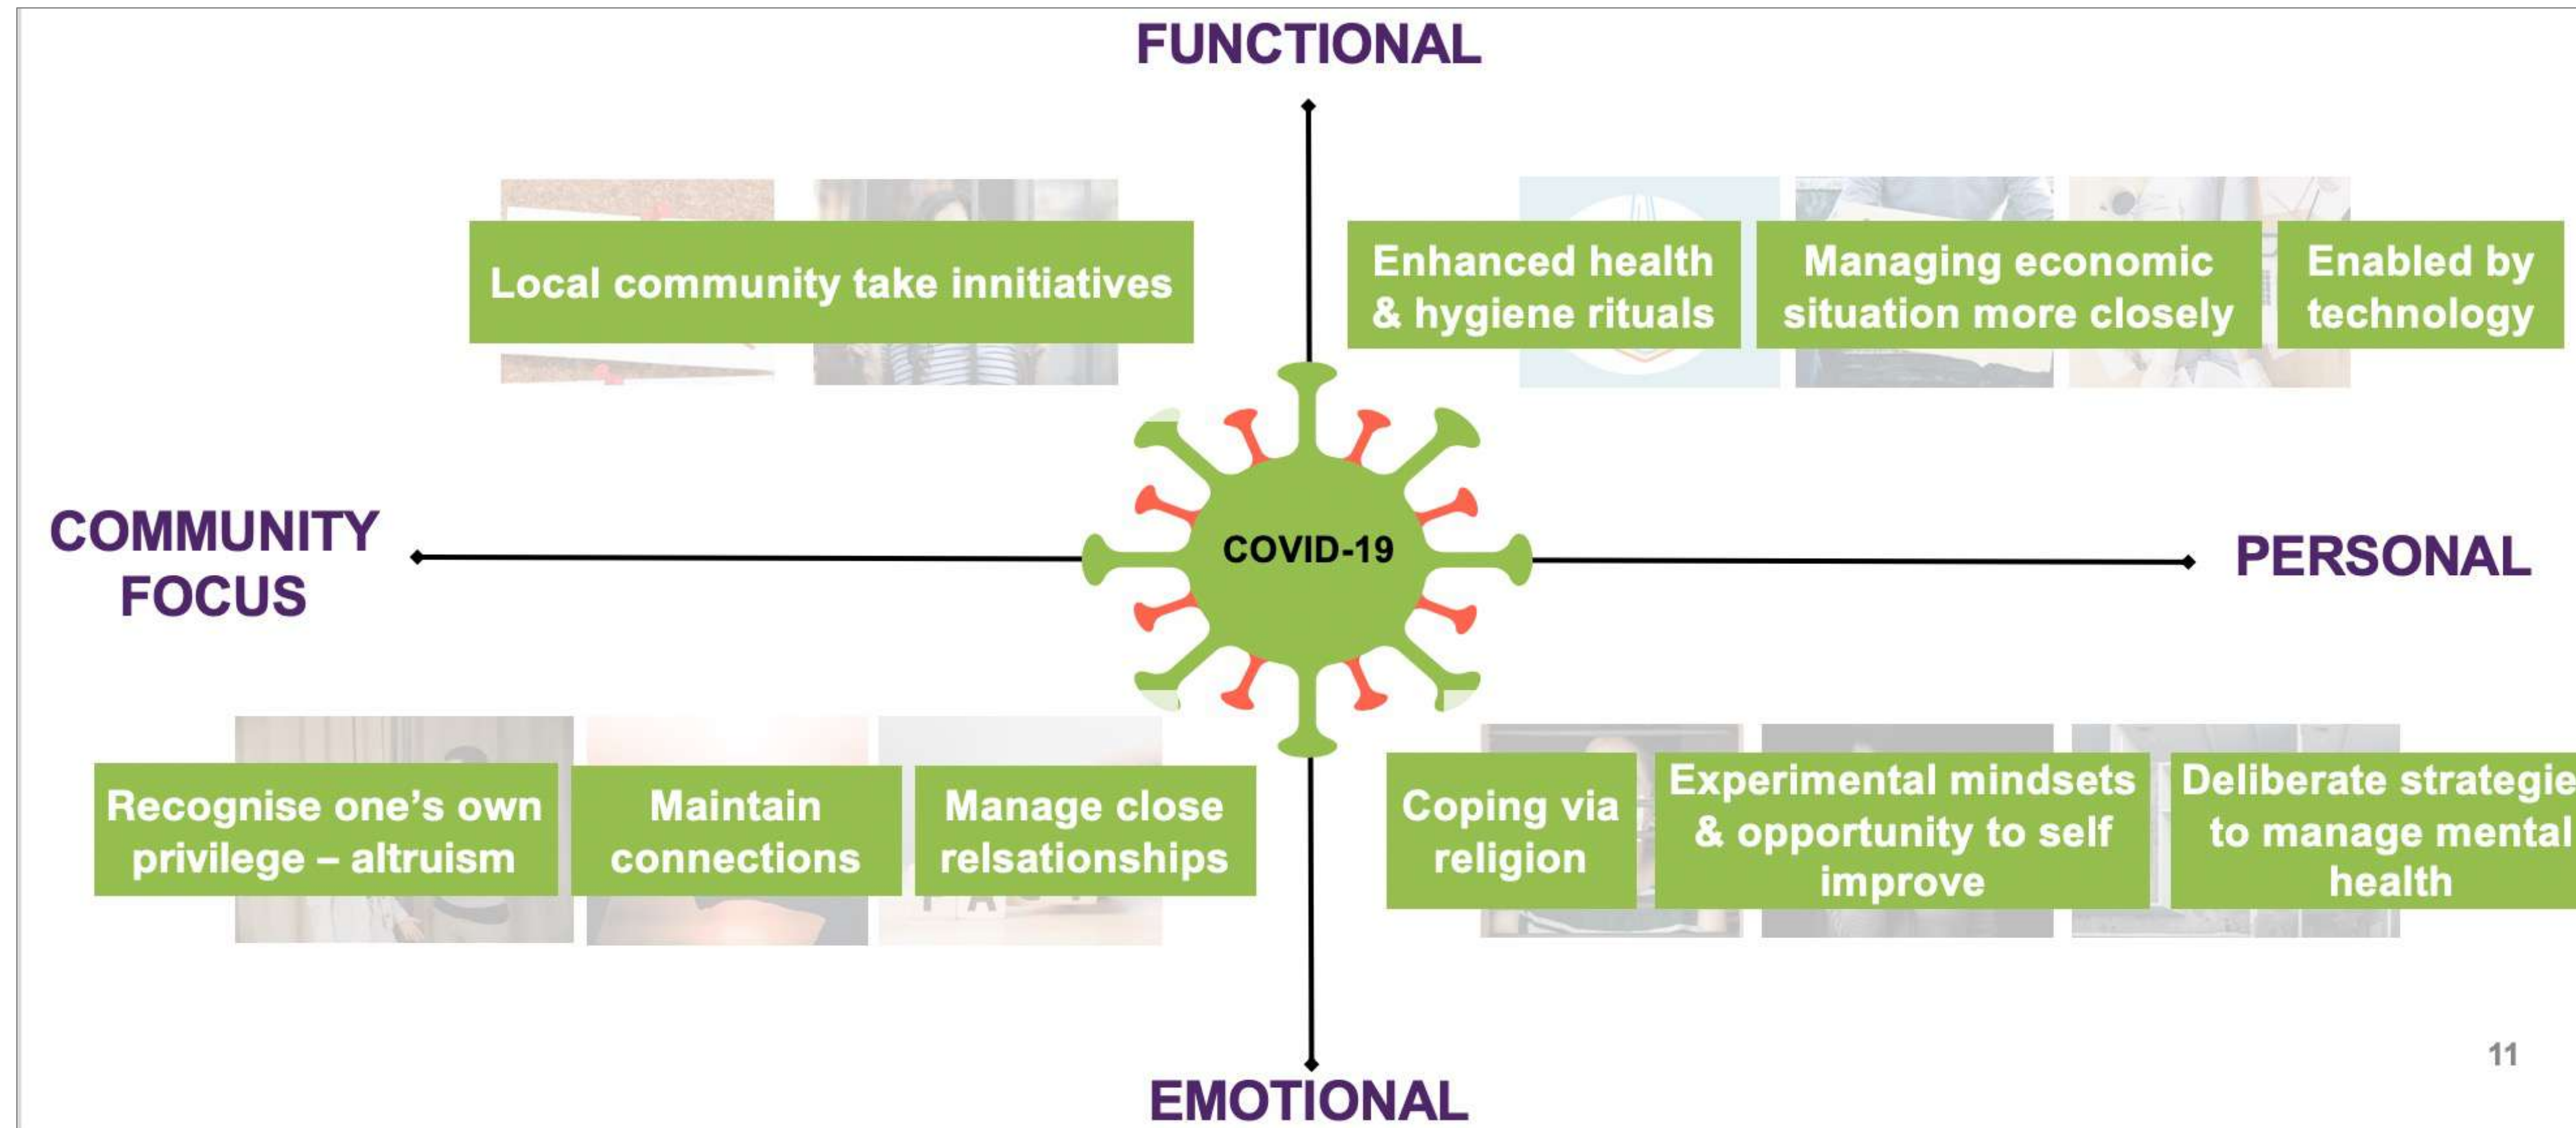 FUNCTIONAL
Local community take innitiatives
Enhanced health
& hygiene rituals
Managing economic
situation more closely
Enabled by
technology
COMMUNITY
FOCUS
COVID-19
PERSONAL
Recognise one's own
privilege – altruism
Maintain
connections
Manage close
relsationships
Coping via
religion
Experimental mindsets
& opportunity to self
improve
Deliberate strategie
to manage mental
health
11
EMOTIONAL